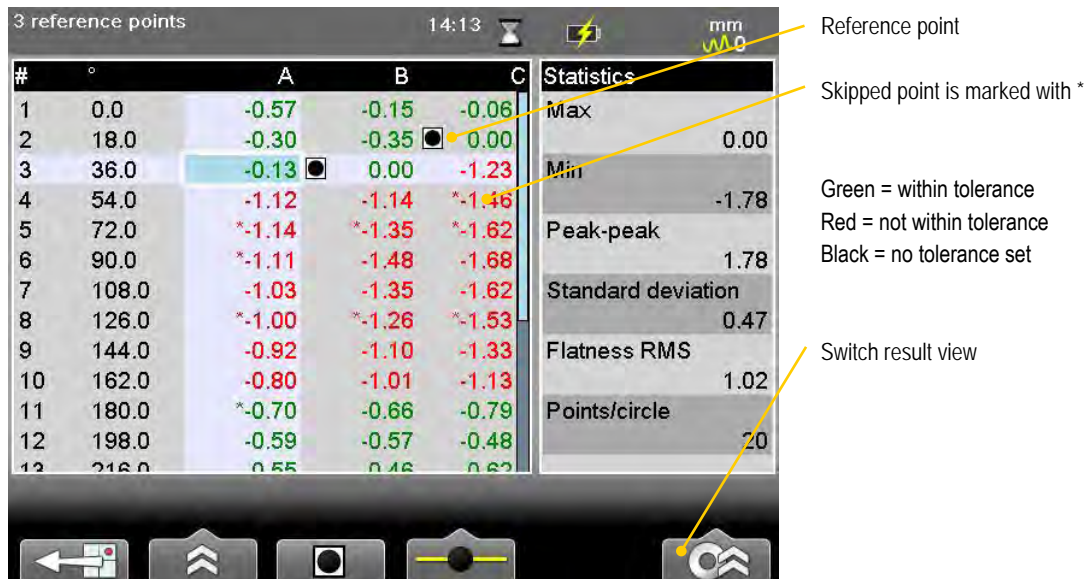 3 reference points 14:13 mm
0
# ° A B C
1 0.0 -0.57 -0.15 -0.06
2 18.0 -0.30 -0.35 0.00
3 36.0 -0.13 0.00 -1.23
4 54.0 -1.12 -1.14 *-1.46
5 72.0 *-1.14 *-1.35 *-1.62
6 90.0 *-1.11 -1.48 -1.68
7 108.0 -1.03 -1.35 -1.62
8 126.0 *-1.00 *-1.26 *-1.53
9 144.0 -0.92 -1.10 -1.33
10 162.0 -0.80 -1.01 -1.13
11 180.0 *-0.70 -0.66 -0.79
12 198.0 -0.59 -0.57 -0.48
13 216.0
Statistics
Max
0.00
Min
-1.78
Peak-peak
1.78
Standard deviation
0.47
Flatness RMS
1.02
Points/circle
20
Reference point
Skipped point is marked with *
Green = within tolerance
Red = not within tolerance
Black = no tolerance set
Switch result view